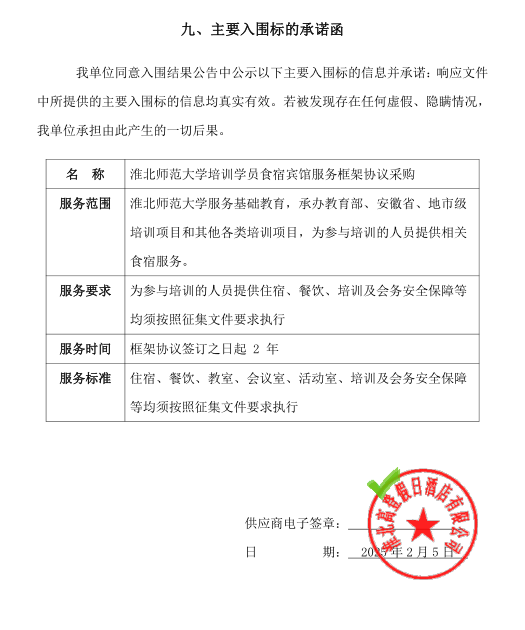 九、主要入围标的承诺函
我单位同意入围结果公告中公示以下主要入围标的信息并承诺：响应文件
中所提供的主要入围标的信息均真实有效。若被发现存在任何虚假、隐瞒情况，
我单位承担由此产生的一切后果。
名 称 淮北师范大学培训学员食宿宾馆服务框架协议采购
服务范围 淮北师范大学服务基础教育，承办教育部、安徽省、地市级
培训项目和其他各类培训项目，为参与培训的人员提供相关
食宿服务。
服务要求 为参与培训的人员提供住宿、餐饮、培训及会务安全保障等
均须按照征集文件要求执行
服务时间 框架协议签订之日起 2 年
服务标准 住宿、餐饮、教室、会议室、活动室、培训及会务安全保障
等均须按照征集文件要求执行
供应商电子签章：
淮北高登假日酒店有限公司
日 期： 2025 年 2 月 5 日